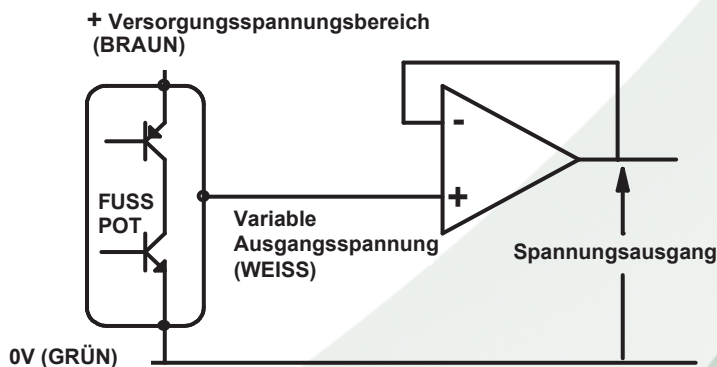 + Versorgungsspannungsbereich
(BRAUN)
-
+
FUSS
POT
Variable
Ausgangsspannung
(WEISS)
Spannungsausgang
0V (GRÜN)